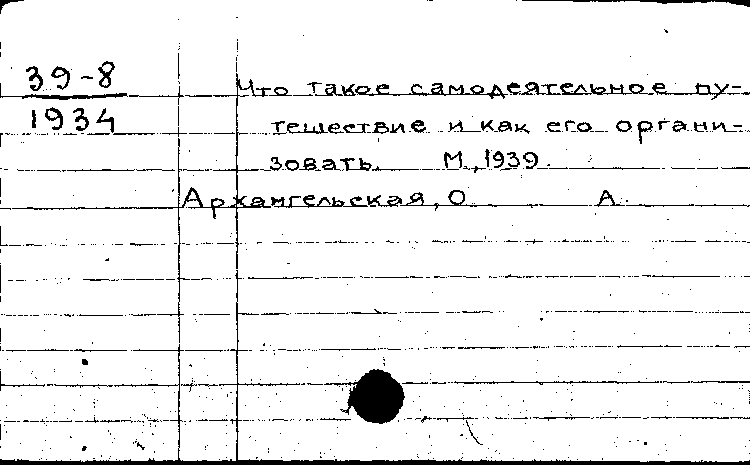 39-8
1934
Что такое самодеятельное пу-
тешествие и как его органи-
зовать. М., 1939.
Архангельская, О. А.